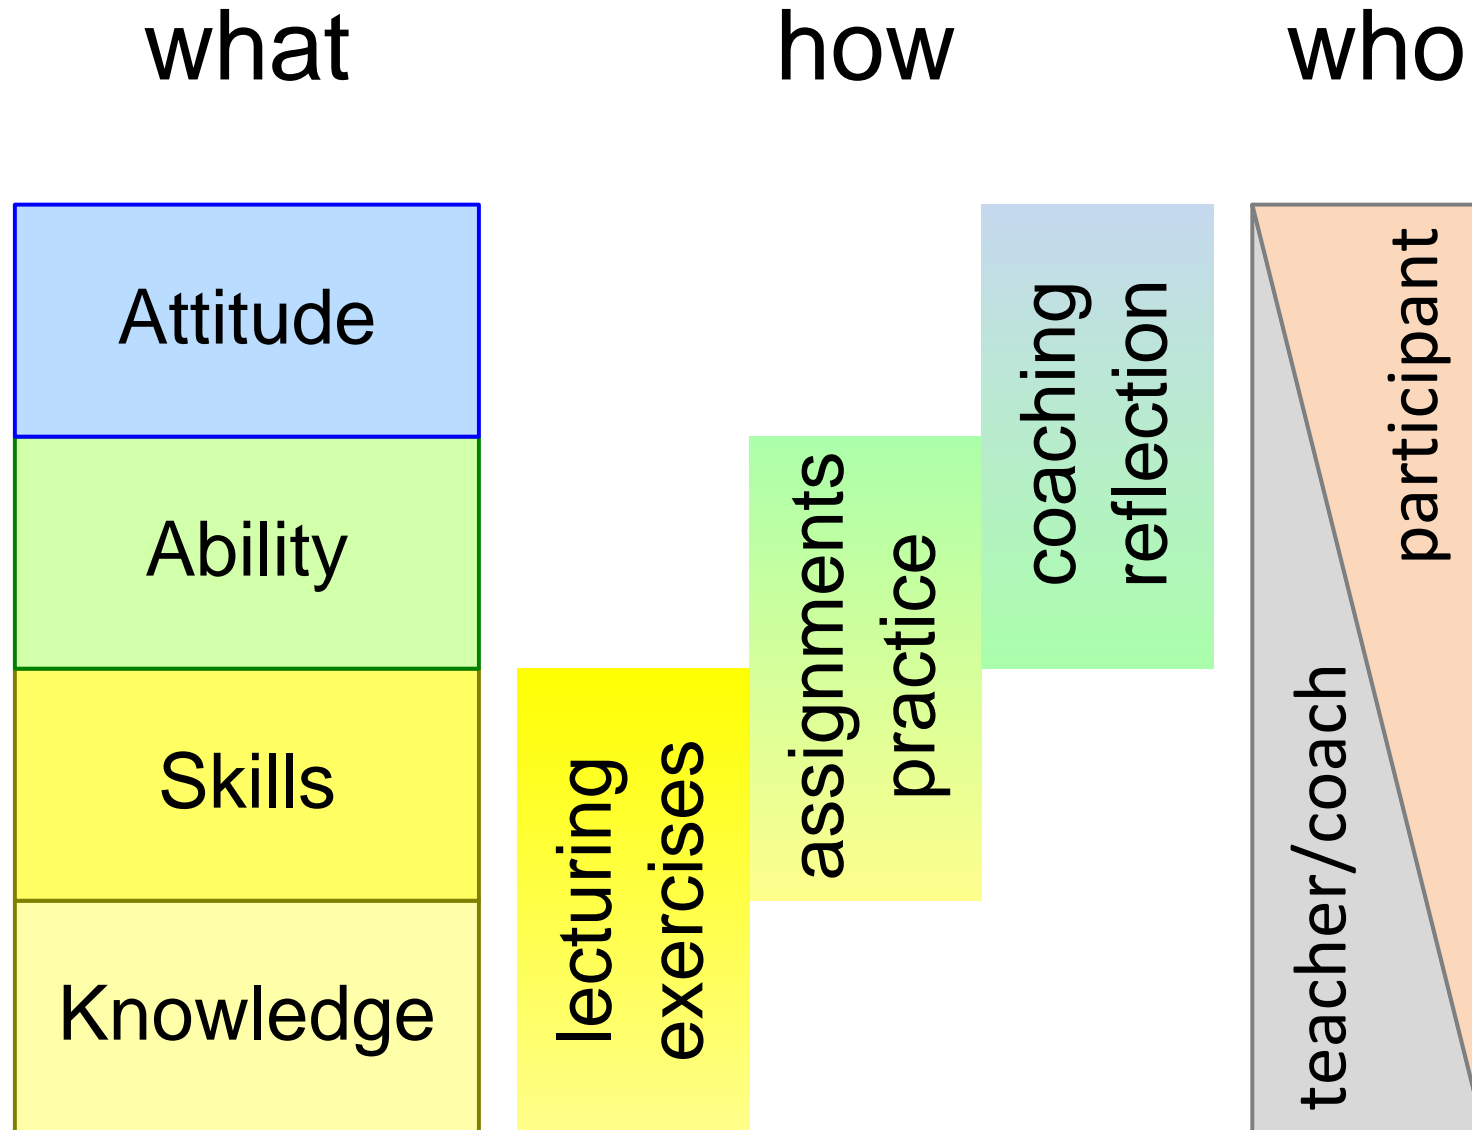 what
how
who
Attitude
Ability
Skills
Knowledge
lecturing
exercises
assignments
practice
coaching
reflection
teacher/coach
participant